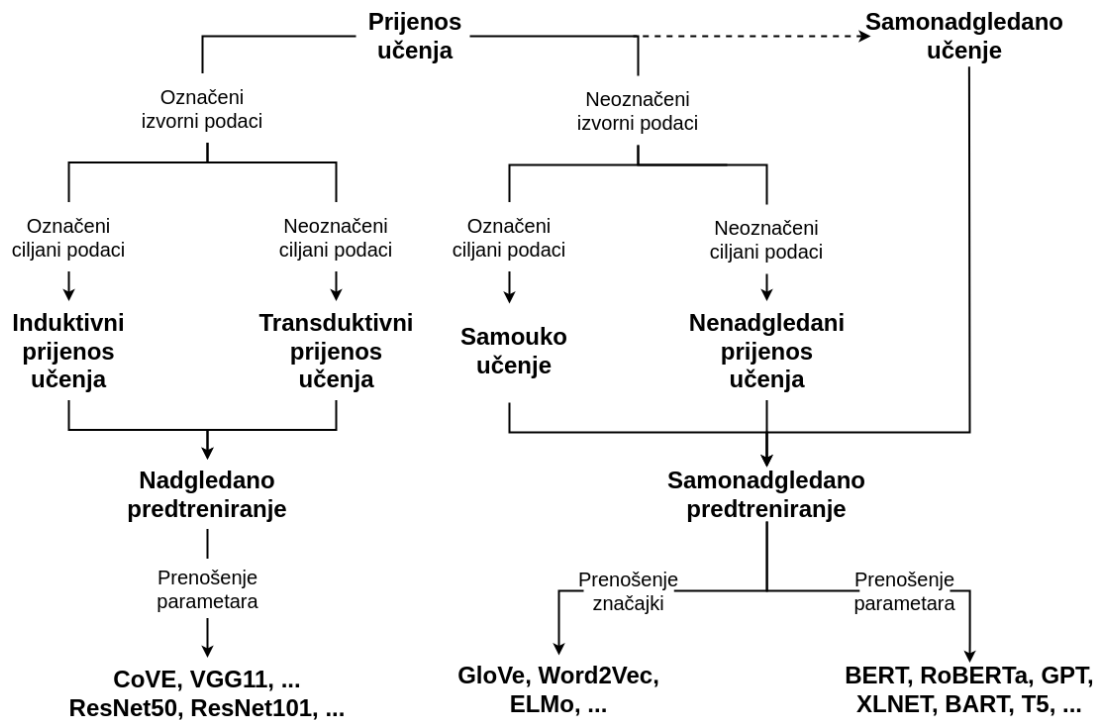 Prijenos
učenja
Samonadgledano
učenje
Označeni
izvorni podaci
Neoznačeni
izvorni podaci
Označeni
ciljani podaci
Neoznačeni
ciljani podaci
Označeni
ciljani podaci
Neoznačeni
ciljani podaci
Induktivni
prijenos
učenja
Transduktivni
prijenos
učenja
Samouko
učenje
Nenadgledani
prijenos
učenja
Nadgledano
predtreniranje
Samonadgledano
predtreniranje
Prenošenje
parametara
Prenošenje
značajki
Prenošenje
parametara
CoVE, VGG11, ...
ResNet50, ResNet101, ...
GloVe, Word2Vec,
ELMo, ...
BERT, RoBERTa, GPT,
XLNET, BART, T5, ...